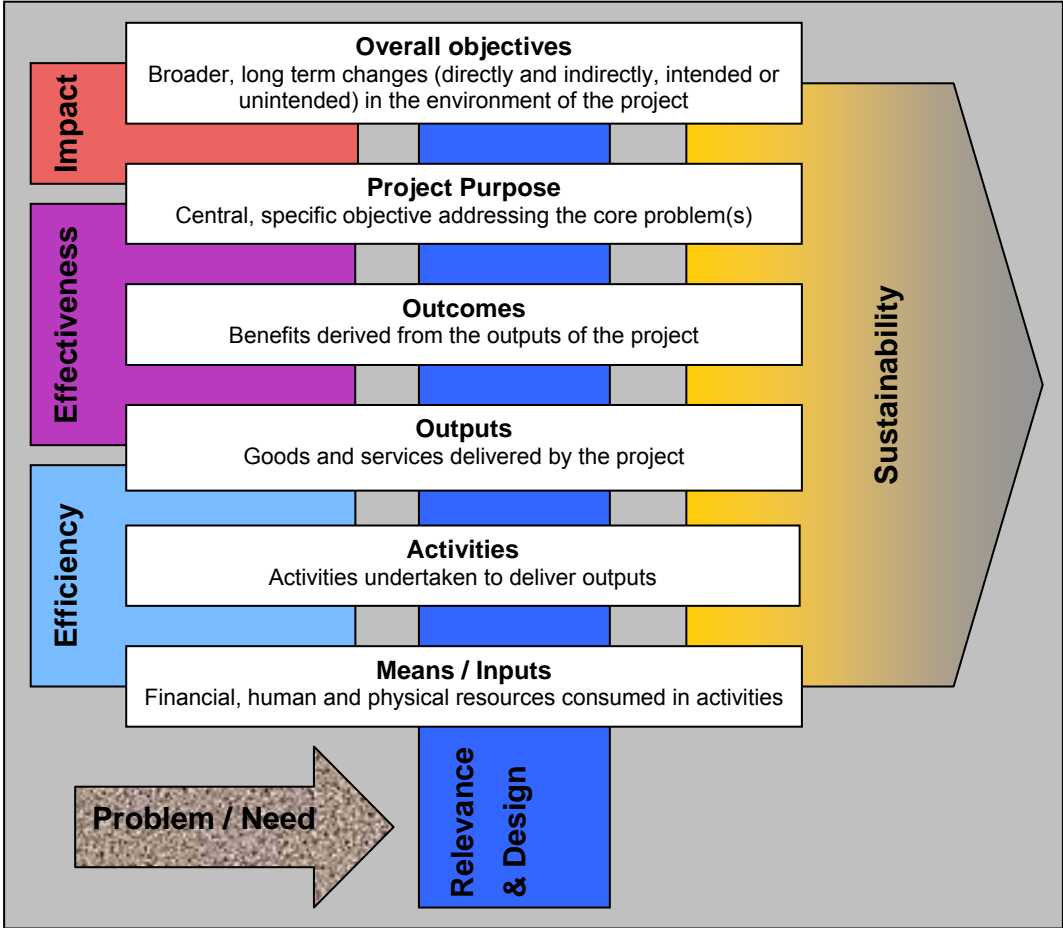 Overall objectives
Broader, long term changes (directly and indirectly, intended or
unintended) in the environment of the project
Impact
Project Purpose
Central, specific objective addressing the core problem(s)
Effectiveness
Outcomes
Benefits derived from the outputs of the project
Sustainability
Outputs
Goods and services delivered by the project
Efficiency
Activities
Activities undertaken to deliver outputs
Means / Inputs
Financial, human and physical resources consumed in activities
Problem / Need
Relevance
& Design